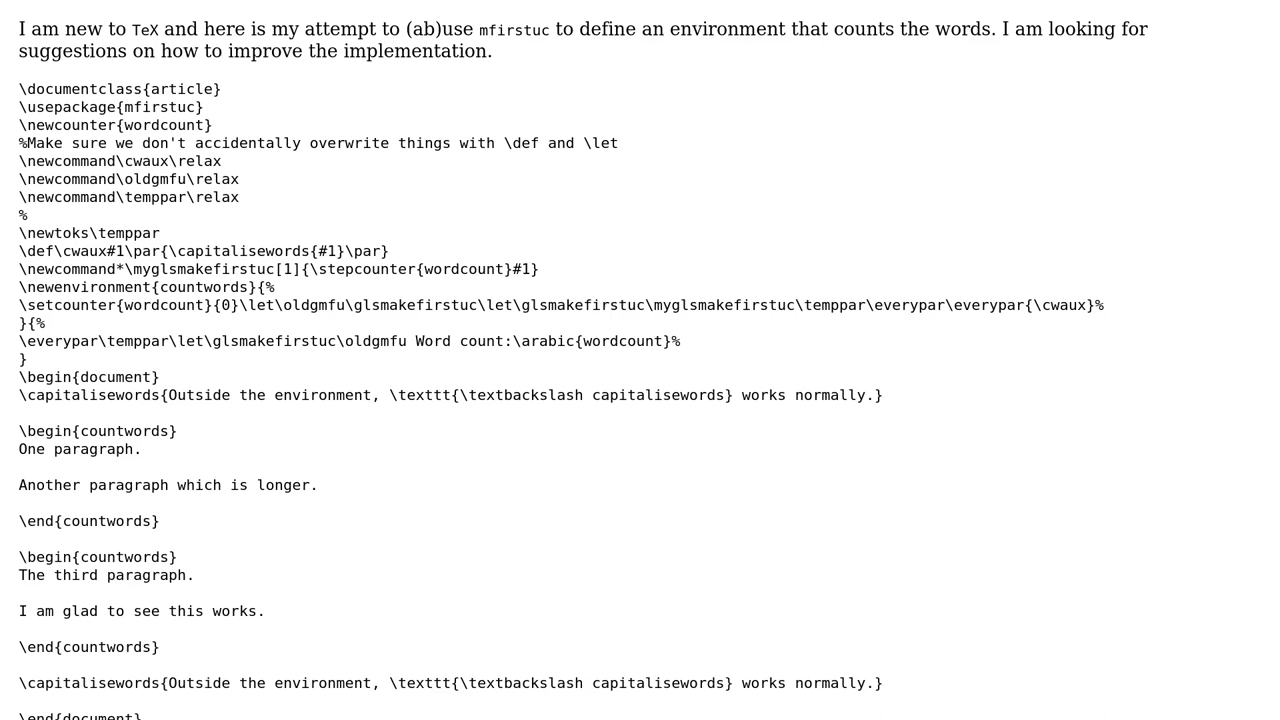 I am new to TeX and here is my attempt to (ab)use mfirstuc to define an environment that counts the words. I am looking for
suggestions on how to improve the implementation.
\documentclass{article}
\usepackage{mfirstuc}
\newcounter{wordcount}
%Make sure we don't accidentally overwrite things with \def and \let
\newcommand\cwaux\relax
\newcommand\oldgmfu\relax
\newcommand\temppar\relax
%
\newtoks\temppar
\def\cwaux#1\par{\capitalisewords{#1}\par}
\newcommand*\myglsmakefirstuc[1]{\stepcounter{wordcount}#1}
\newenvironment{countwords}{%
\setcounter{wordcount}{0}\let\oldgmfu\glsmakefirstuc\let\glsmakefirstuc\myglsmakefirstuc\temppar\everypar\everypar{\cwaux}%
}{%
\everypar\temppar\let\glsmakefirstuc\oldgmfu Word count:\arabic{wordcount}%
}
\begin{document}
\capitalisewords{Outside the environment, \texttt{\textbackslash capitalisewords} works normally.}
\begin{countwords}
One paragraph.
Another paragraph which is longer.
\end{countwords}
\begin{countwords}
The third paragraph.
I am glad to see this works.
\end{countwords}
\capitalisewords{Outside the environment, \texttt{\textbackslash capitalisewords} works normally.}
\end{document}